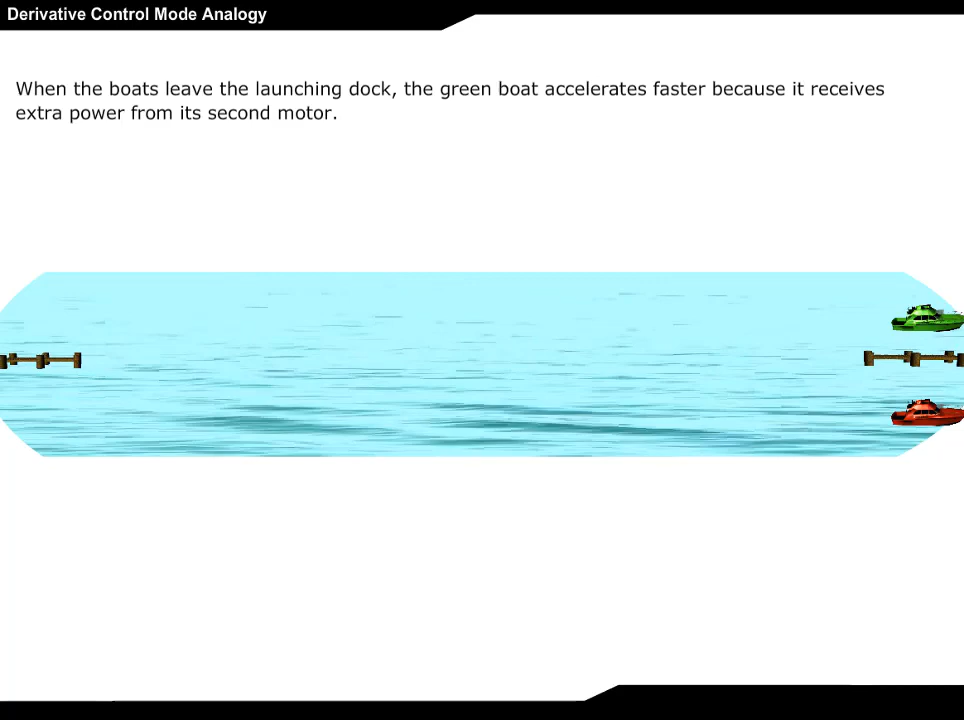 Derivative Control Mode Analogy
When the boats leave the launching dock, the green boat accelerates faster because it receives
extra power from its second motor.